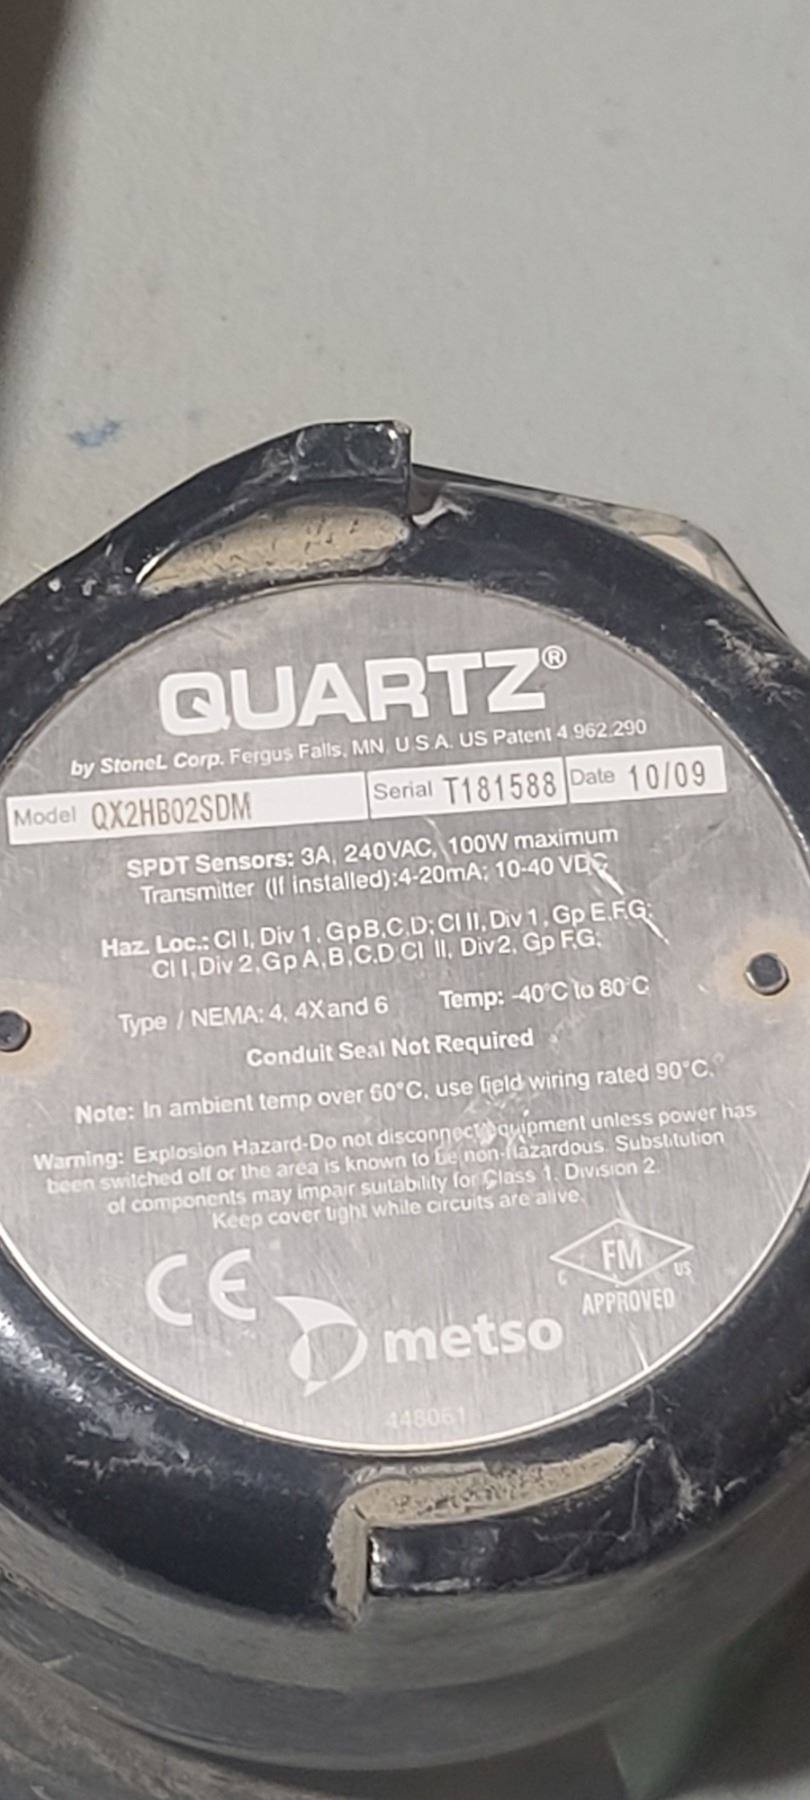 QUARTZ®
by StoneL Corp. Fergus Falls, MN U S A. US Patent 4,962,290
Model QX2HB02SDM Serial T181588 Date 10/09
SPDT Sensors: 3A, 240VAC, 100W maximum
Transmitter (If installed):4-20mA; 10-40 VDC
Haz. Loc.: Cl I, Div 1, Gp B,C,D; Cl II, Div 1, Gp E,F,G;
Cl I, Div 2, Gp A,B,C,D Cl II, Div2, Gp F,G;
Type / NEMA: 4, 4X and 6 Temp: -40°C to 80°C
Conduit Seal Not Required
Note: In ambient temp over 60°C, use field wiring rated 90°C.
Warning: Explosion Hazard-Do not disconnect equipment unless power has
been switched off or the area is known to be non-hazardous. Substitution
of components may impair suitability for Class 1, Division 2.
Keep cover tight while circuits are alive.
CE
FM
C US
APPROVED
metso
448061